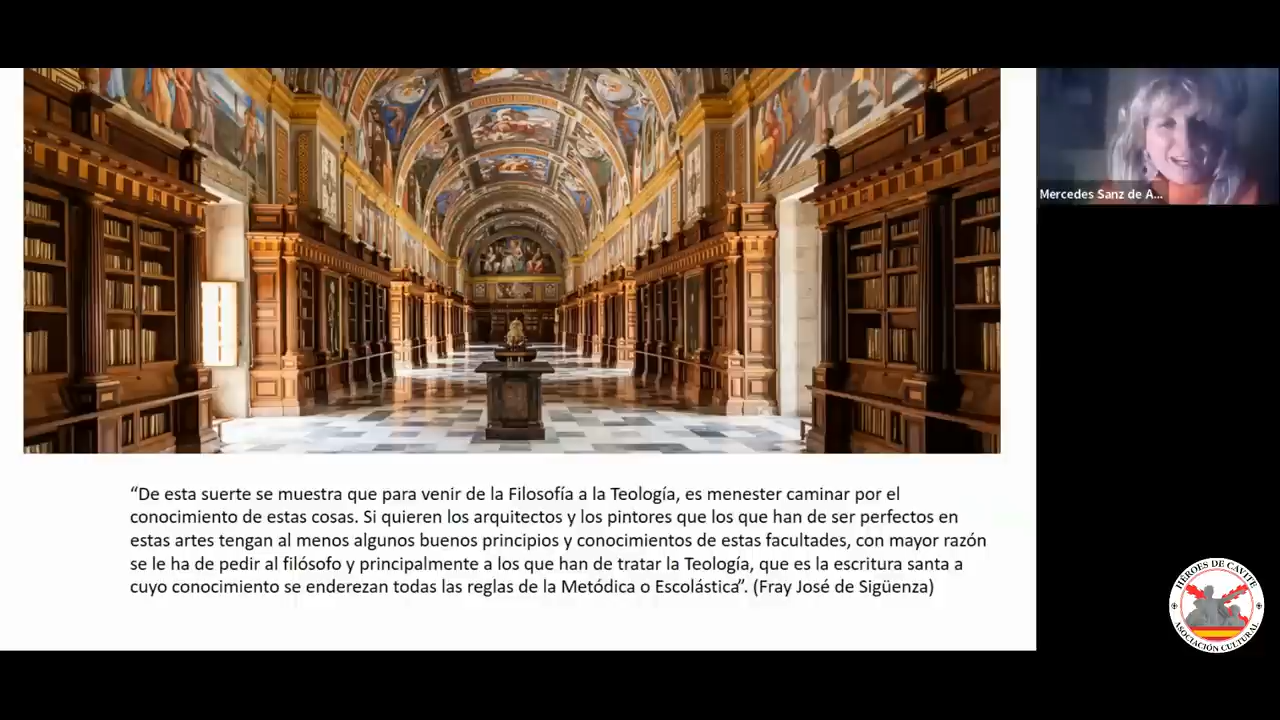 Mercedes Sanz de A...
“De esta suerte se muestra que para venir de la Filosofía a la Teología, es menester caminar por el
conocimiento de estas cosas. Si quieren los arquitectos y los pintores que los que han de ser perfectos en
estas artes tengan al menos algunos buenos principios y conocimientos de estas facultades, con mayor razón
se le ha de pedir al filósofo y principalmente a los que han de tratar la Teología, que es la escritura santa a
cuyo conocimiento se enderezan todas las reglas de la Metódica o Escolástica”. (Fray José de Sigüenza)
HÉROES DE CAVITE
ASOCIACIÓN CULTURAL